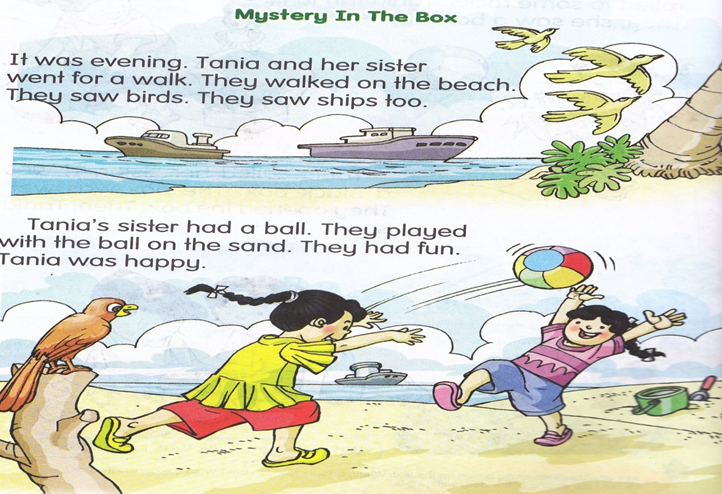 Mystery In The Box
It was evening. Tania and her sister
went for a walk. They walked on the beach.
They saw birds. They saw ships too.
Tania's sister had a ball. They played
with the ball on the sand. They had fun.
Tania was happy.